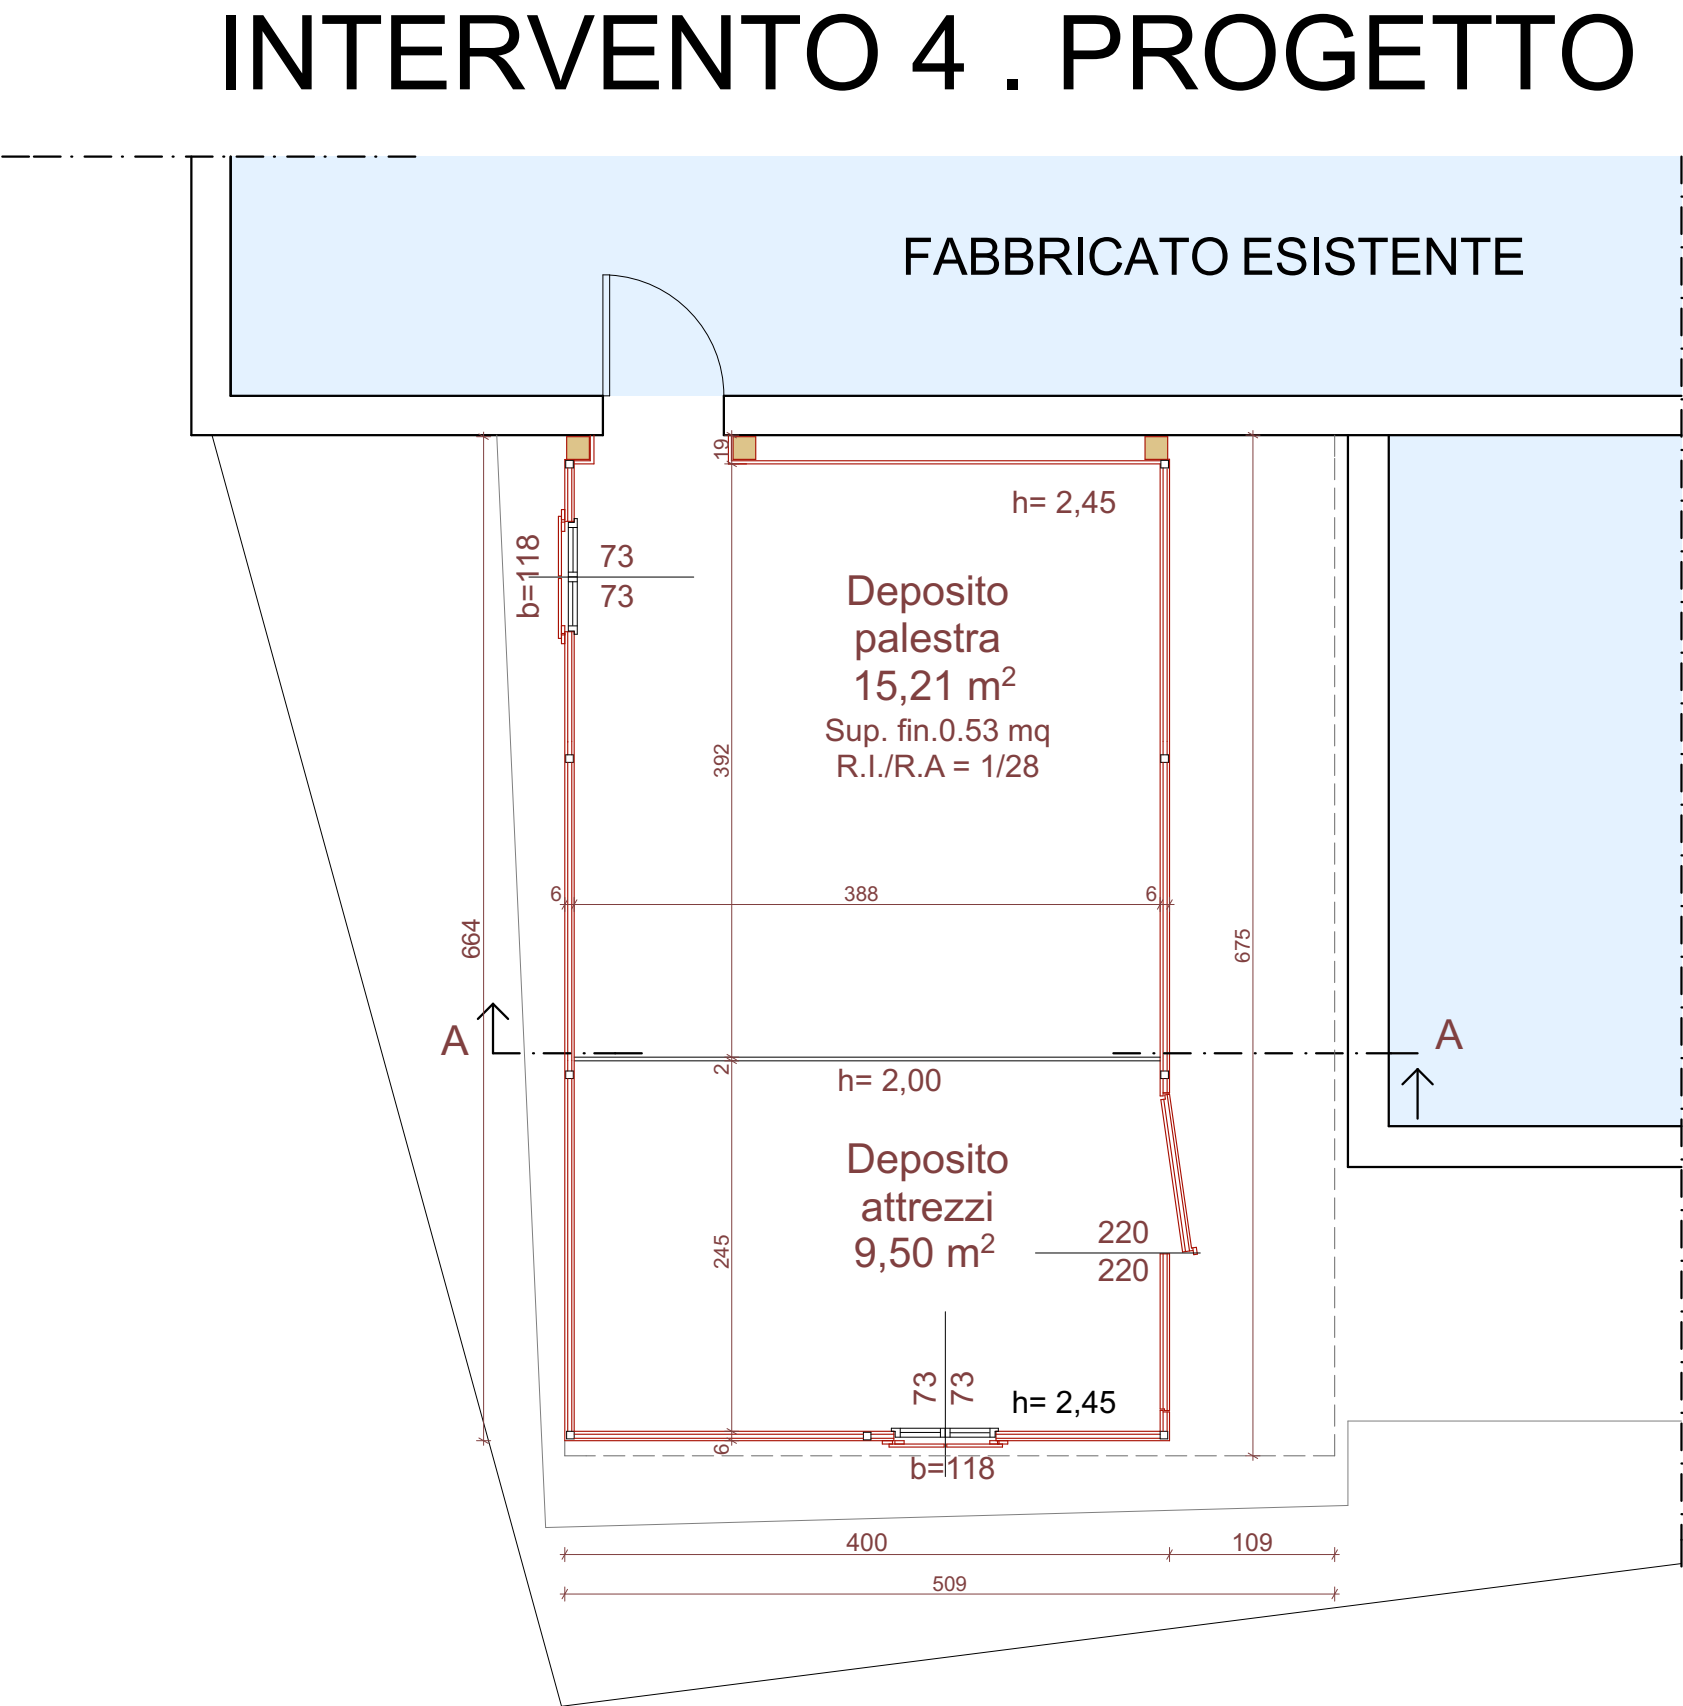 INTERVENTO 4 . PROGETTO
FABBRICATO ESISTENTE
19
h= 2,45
b=118
73
73
Deposito
palestra
15,21 m²
Sup. fin.0.53 mq
R.I./R.A = 1/28
392
6
388
6
664
675
A
A
2
h= 2,00
Deposito
attrezzi
9,50 m²
245
220
220
73
73
h= 2,45
6
b=118
400
109
509